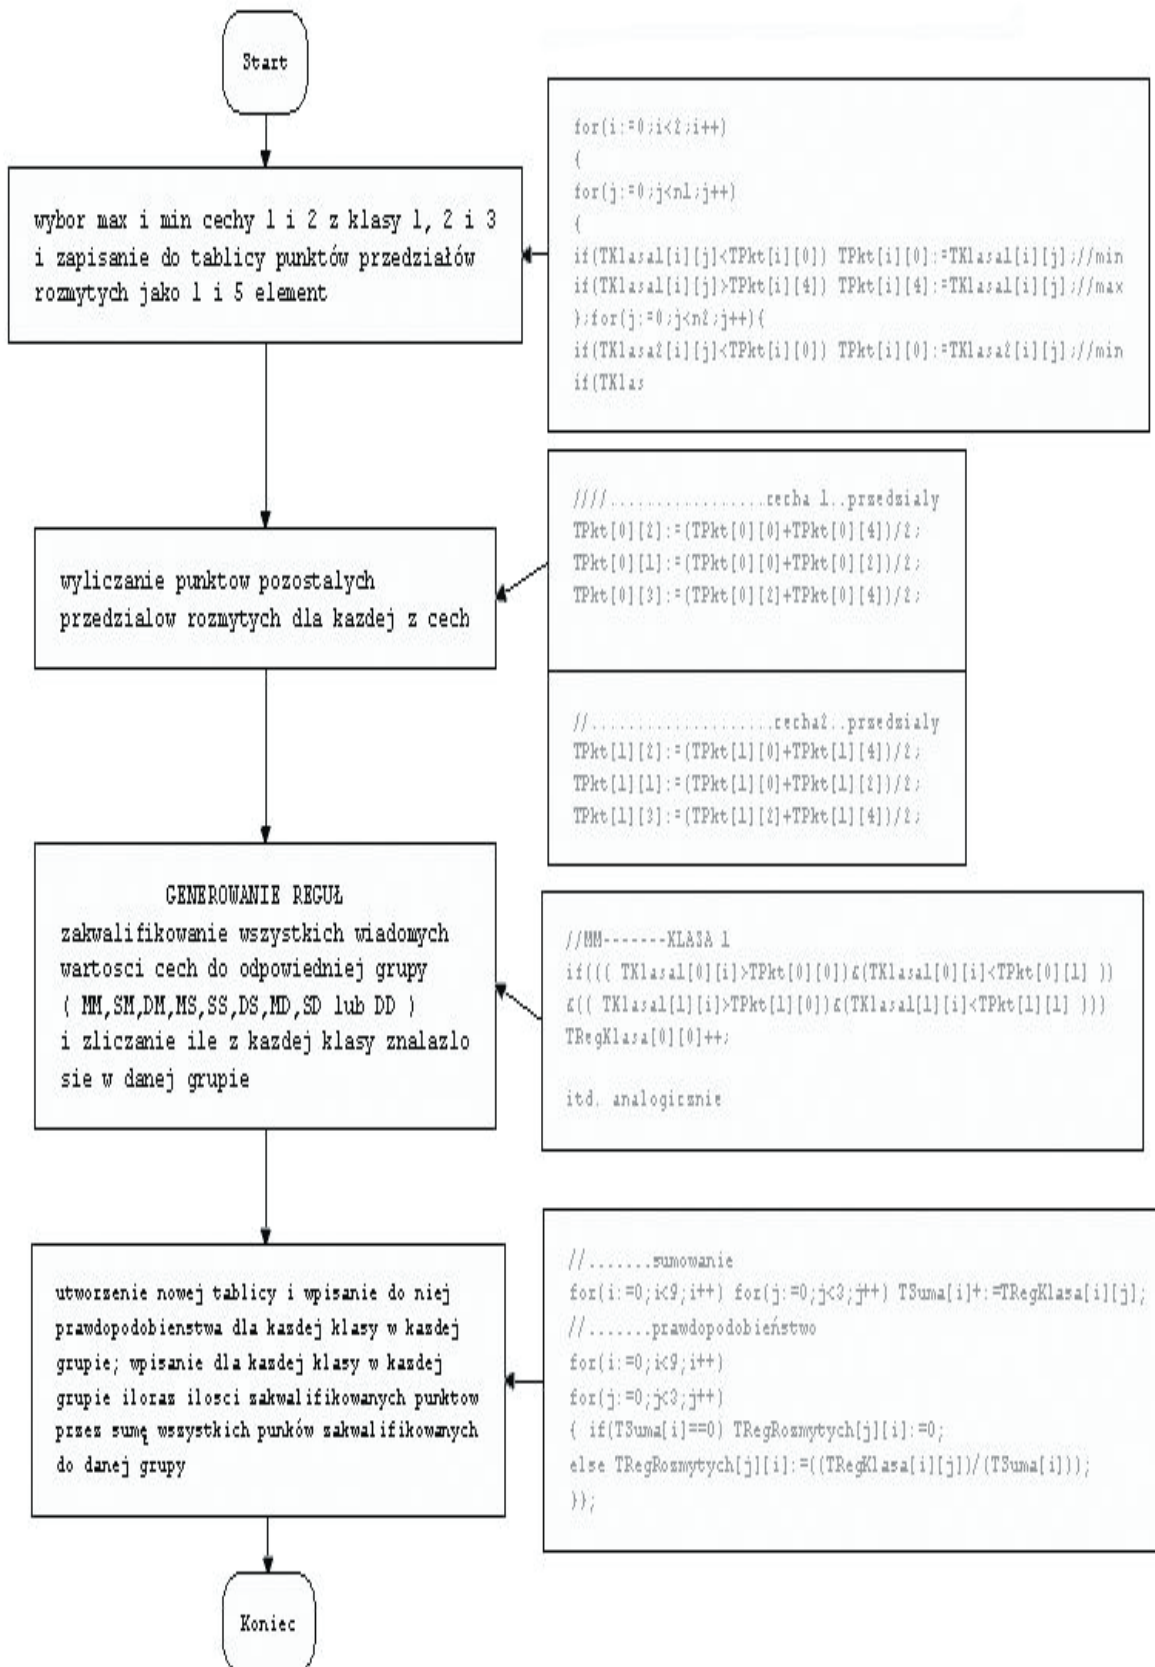 Start
for(i:=0;i<2;i++)
{
for(j:=0;j<n1;j++)
{
if(TKlasa1[i][j]<TPkt[i][0]) TPkt[i][0]:=TKlasa1[i][j];//min
if(TKlasa1[i][j]>TPkt[i][4]) TPkt[i][4]:=TKlasa1[i][j];//max
};for(j:=0;j<n2;j++){
if(TKlasa2[i][j]<TPkt[i][0]) TPkt[i][0]:=TKlasa2[i][j];//min
if(TKlas
wybor max i min cechy 1 i 2 z klasy 1, 2 i 3
i zapisanie do tablicy punktów przedziałów
rozmytych jako 1 i 5 element
////..................cecha 1..przedzialy
TPkt[0][2]:=(TPkt[0][0]+TPkt[0][4])/2;
TPkt[0][1]:=(TPkt[0][0]+TPkt[0][2])/2;
TPkt[0][3]:=(TPkt[0][2]+TPkt[0][4])/2;
wyliczanie punktow pozostalych
przedzialow rozmytych dla kazdej z cech
//.....................cecha2..przedzialy
TPkt[1][2]:=(TPkt[1][0]+TPkt[1][4])/2;
TPkt[1][1]:=(TPkt[1][0]+TPkt[1][2])/2;
TPkt[1][3]:=(TPkt[1][2]+TPkt[1][4])/2;
GENEROWANIE REGUŁ
zakwalifikowanie wszystkich wiadomych
wartosci cech do odpowiedniej grupy
( MM,SM,DM,MS,SS,DS,MD,SD lub DD )
i zliczanie ile z kazdej klasy znalazlo
sie w danej grupie
//MM-------KLASA 1
if((( TKlasa1[0][i]>TPkt[0][0])&(TKlasa1[0][i]<TPkt[0][1] ))
&(( TKlasa1[1][i]>TPkt[1][0])&(TKlasa1[1][i]<TPkt[1][1] )))
TRegKlasa[0][0]++;
itd. analogicznie
utworzenie nowej tablicy i wpisanie do niej
prawdopodobienstwa dla kazdej klasy w kazdej
grupie; wpisanie dla kazdej klasy w kazdej
grupie iloraz ilosci zakwalifikowanych punktow
przez sumę wszystkich punków zakwalifikowanych
do danej grupy
//.......sumowanie
for(i:=0;i<9;i++) for(j:=0;j<3;j++) TSuma[i]+:=TRegKlasa[i][j];
//.......prawdopodobieństwo
for(i:=0;i<9;i++)
for(j:=0;j<3;j++)
{ if(TSuma[i]==0) TRegRozmytych[j][i]:=0;
else TRegRozmytych[j][i]:=((TRegKlasa[i][j])/(TSuma[i]));
}};
Koniec